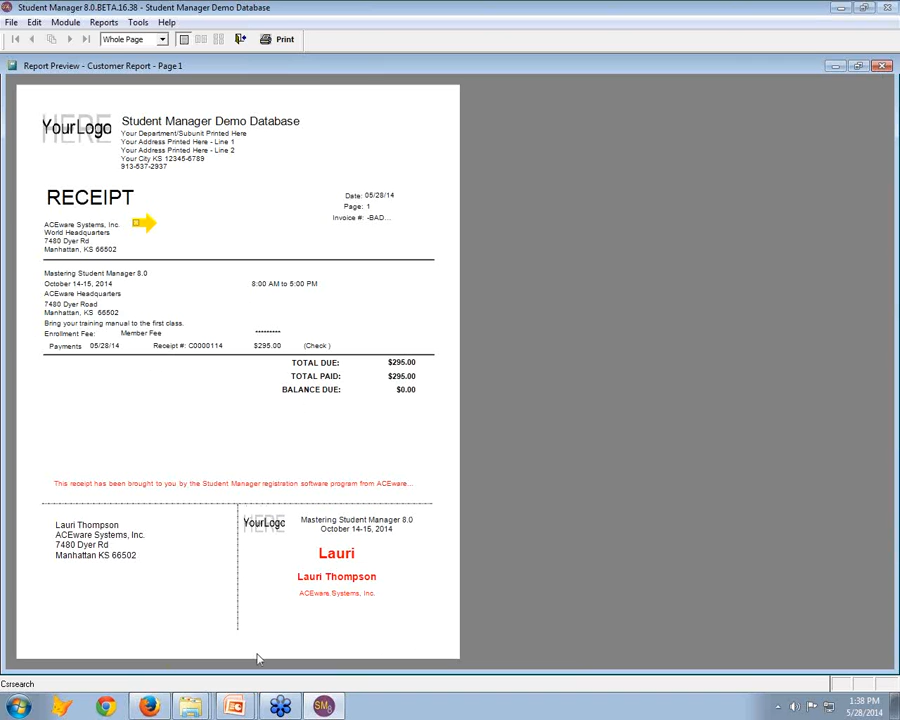 Student Manager 8.0.BETA.16.38 - Student Manager Demo Database
File Edit Module Reports Tools Help
Whole Page Print
Report Preview - Customer Report - Page 1
HERE
YourLogo
Student Manager Demo Database
Your Department/Subunit Printed Here
Your Address Printed Here - Line 1
Your Address Printed Here - Line 2
Your City KS 12345-6789
913-537-2937
RECEIPT
Date: 05/28/14
Page: 1
Invoice #: -BAD...
ACEware Systems, Inc.
World Headquarters
7480 Dyer Rd
Manhattan, KS 66502
Mastering Student Manager 8.0
October 14-15, 2014 8:00 AM to 5:00 PM
ACEware Headquarters
7480 Dyer Road
Manhattan, KS 66502
Bring your training manual to the first class.
Enrollment Fee: Member Fee *********
Payments 05/28/14 Receipt #: C0000114 $295.00 (Check )
TOTAL DUE: $295.00
TOTAL PAID: $295.00
BALANCE DUE: $0.00
This receipt has been brought to you by the Student Manager registration software program from ACEware...
Lauri Thompson
ACEware Systems, Inc.
7480 Dyer Rd
Manhattan KS 66502
HERE
YourLogo
Mastering Student Manager 8.0
October 14-15, 2014
Lauri
Lauri Thompson
ACEware Systems, Inc.
Csrsearch
SM8
1:38 PM
5/28/2014